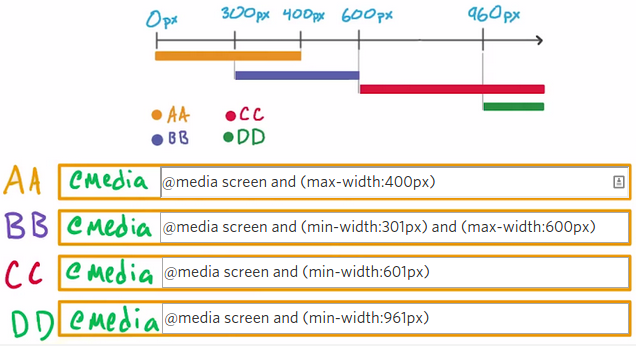 0px 300px 400px 600px 960px
AA CC
BB DD
AA @media @media screen and (max-width:400px)
BB @media @media screen and (min-width:301px) and (max-width:600px)
CC @media @media screen and (min-width:601px)
DD @media @media screen and (min-width:961px)